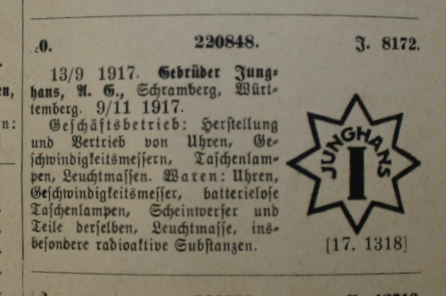 0. 220848. J. 8172.
13/9 1917. Gebrüder Jung-
hans, A. G., Schramberg, Würt-
temberg. 9/11 1917.
Geschäftsbetrieb: Herstellung
und Vertrieb von Uhren, Ge-
schwindigkeitsmessern, Taschenlam-
pen, Leuchtmassen. Waren: Uhren,
Geschwindigkeitsmesser, batterielose
Taschenlampen, Scheinwerfer und
Teile derselben, Leuchtmasse, ins-
besondere radioaktive Substanzen.
JUNGHANS
I
[17. 1318]